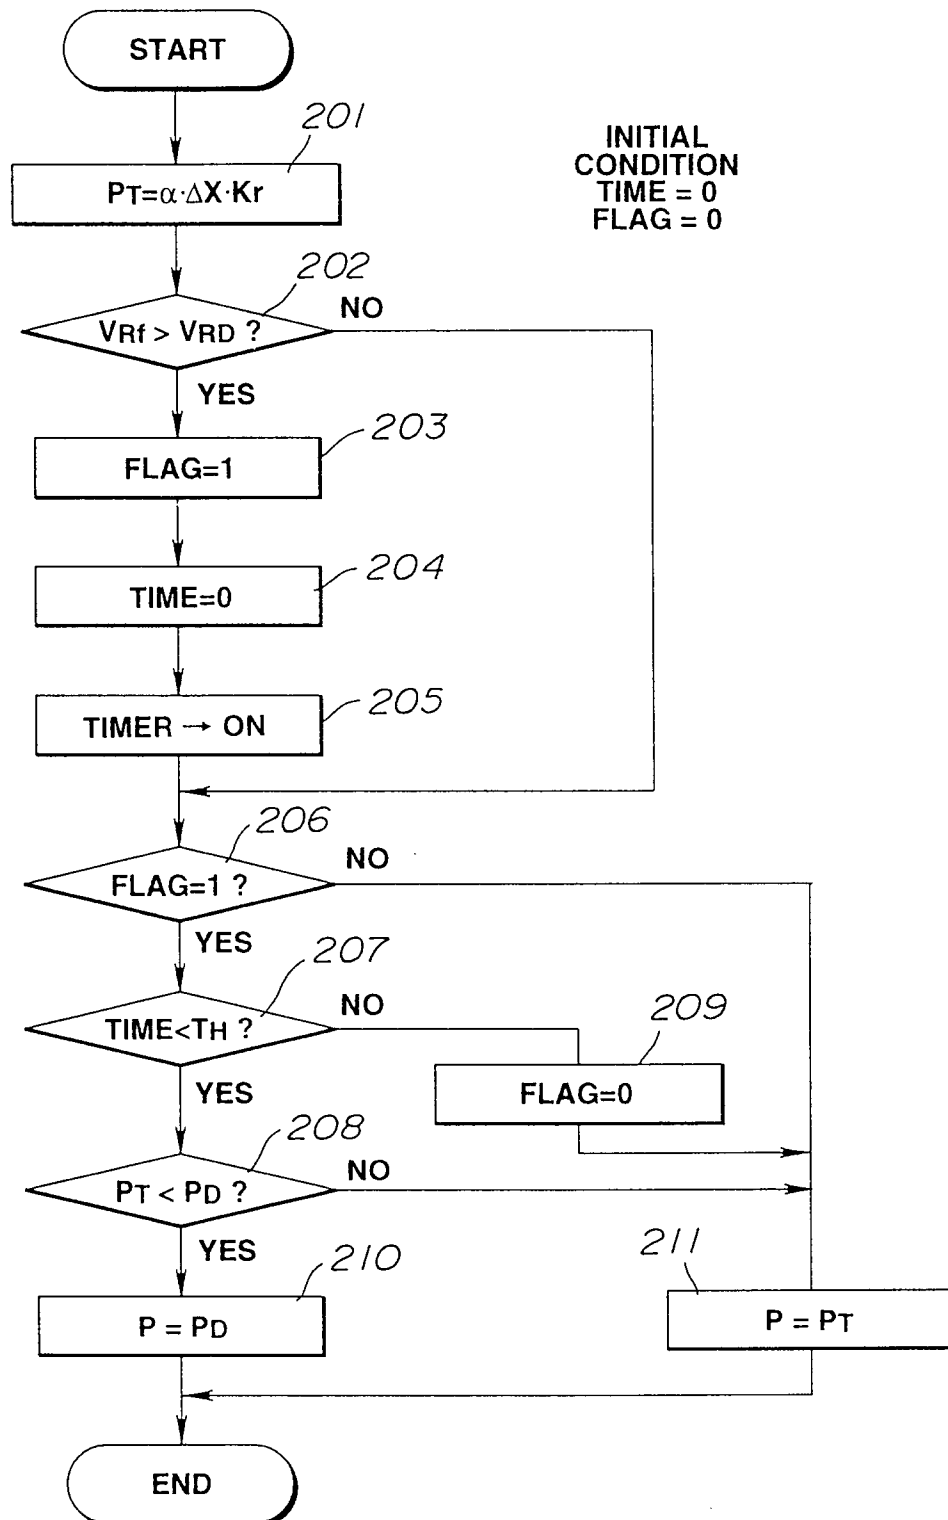 START
201
PT=α·ΔX·Kr
INITIAL
CONDITION
TIME = 0
FLAG = 0
202
VRf > VRD ?
NO
YES
203
FLAG=1
204
TIME=0
205
TIMER → ON
206
FLAG=1 ?
NO
YES
207
TIME<TH ?
NO
209
FLAG=0
YES
208
PT < PD ?
NO
YES
210
P = PD
211
P = PT
END